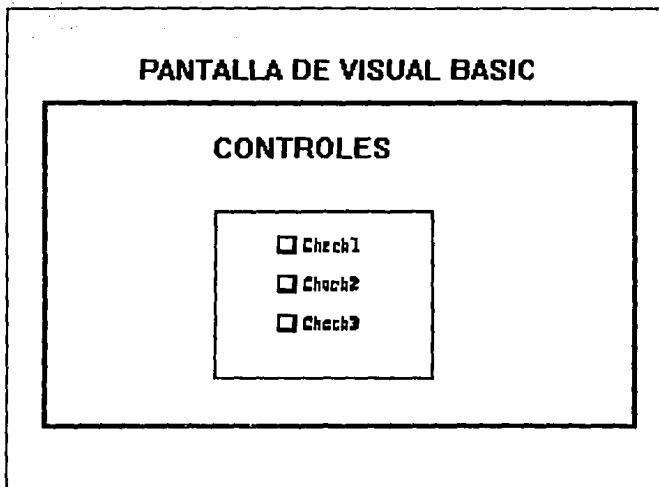 PANTALLA DE VISUAL BASIC
CONTROLES
Check1
Check2
Check3